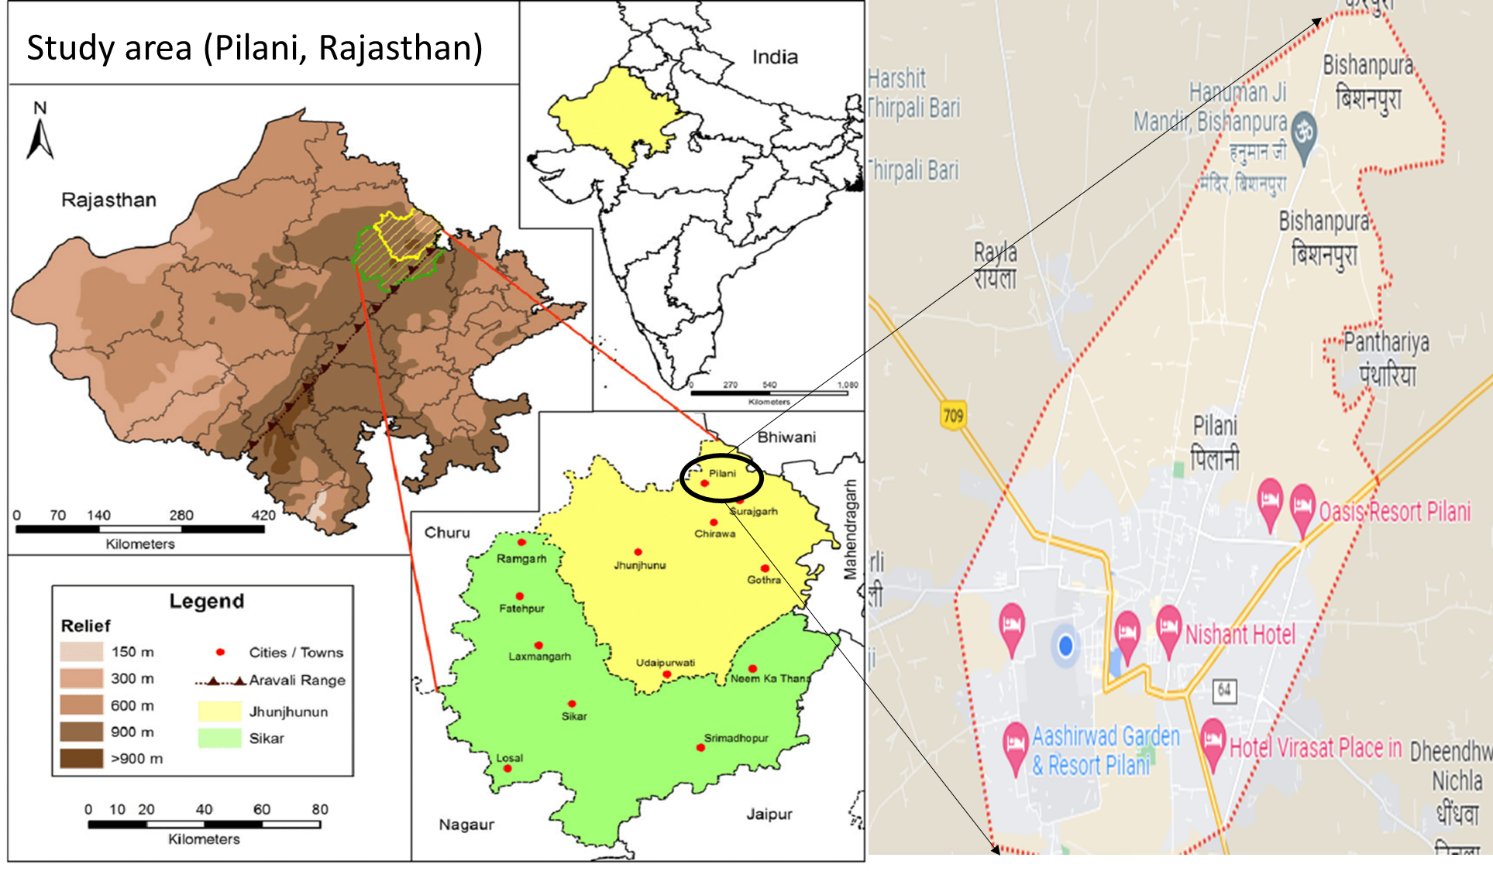 Study area (Pilani, Rajasthan)
N
Rajasthan
0 70 140 280 420
Kilometers
Legend
Relief
150 m
300 m
600 m
900 m
>900 m
Cities / Towns
Aravali Range
Jhunjhunun
Sikar
0 10 20 40 60 80
Kilometers
India
0 270 540 1,080
Kilometers
Bhiwani
Mahendragarh
Churu
Nagaur
Jaipur
Pilani
Surajgarh
Chirawa
Jhunjhunu
Gothra
Ramgarh
Fatehpur
Laxmangarh
Udaipurwati
Neem Ka Thana
Sikar
Srimadhopur
Losal
Harshit
Thirpali Bari
Thirpali Bari
Bishanpura
बिशनपुरा
Hanuman Ji
Mandir, Bishanpura
हनुमान जी
मंदिर, बिशनपुरा
Bishanpura
बिशनपुरा
Rayla
रायला
Panthariya
पंथारिया
709
Pilani
पिलानी
Oasis Resort Pilani
Nishant Hotel
64
Aashirwad Garden
& Resort Pilani
Hotel Virasat Place in
Dheendhw
Nichla
धींधवा